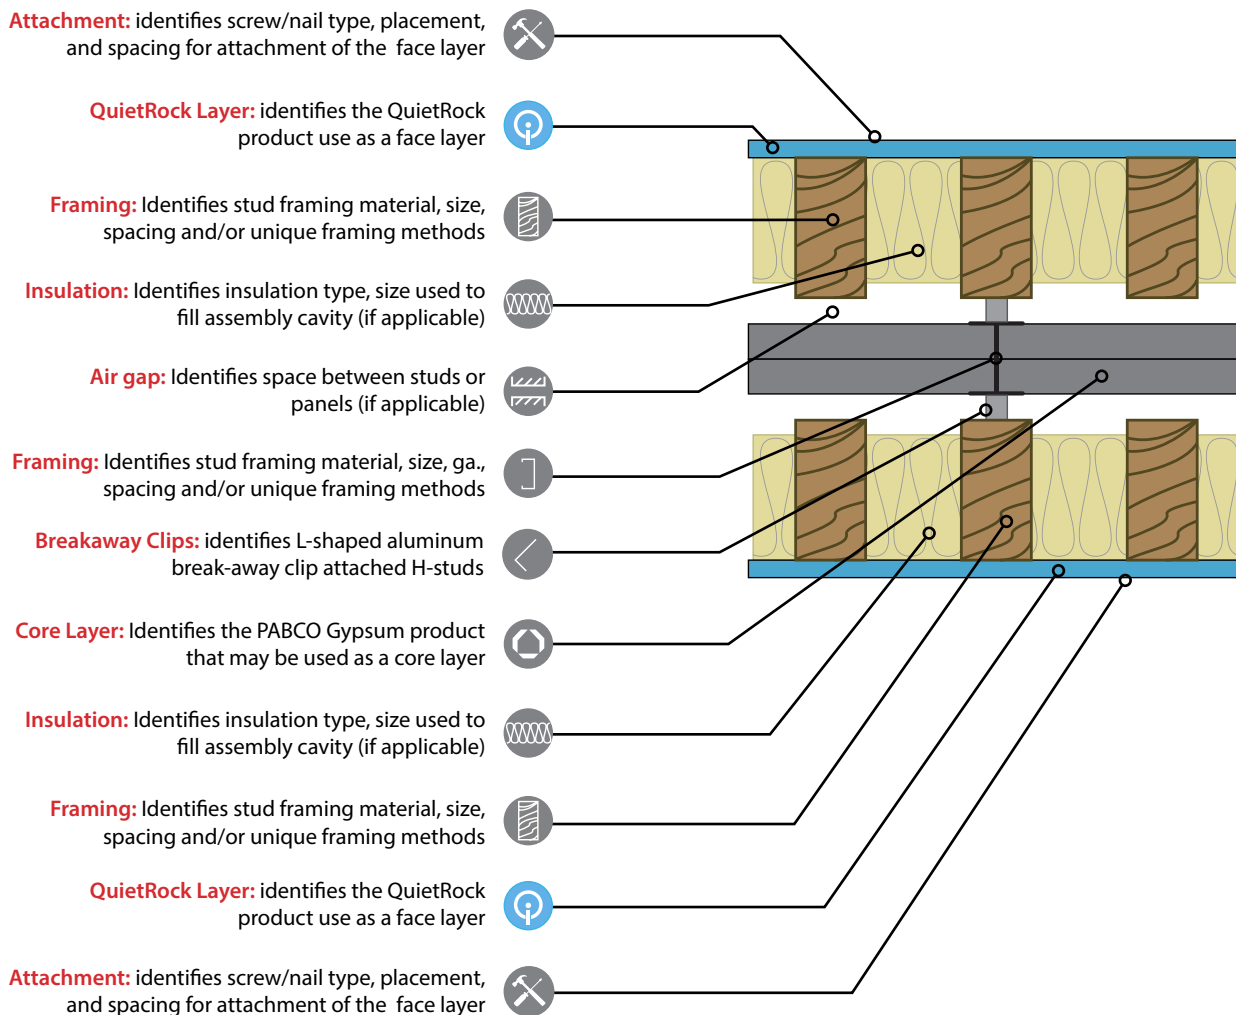 Attachment: identifies screw/nail type, placement,
and spacing for attachment of the face layer
QuietRock Layer: identifies the QuietRock
product use as a face layer
Framing: Identifies stud framing material, size,
spacing and/or unique framing methods
Insulation: Identifies insulation type, size used to
fill assembly cavity (if applicable)
Air gap: Identifies space between studs or
panels (if applicable)
Framing: Identifies stud framing material, size, ga.,
spacing and/or unique framing methods
Breakaway Clips: identifies L-shaped aluminum
break-away clip attached H-studs
Core Layer: Identifies the PABCO Gypsum product
that may be used as a core layer
Insulation: Identifies insulation type, size used to
fill assembly cavity (if applicable)
Framing: Identifies stud framing material, size,
spacing and/or unique framing methods
QuietRock Layer: identifies the QuietRock
product use as a face layer
Attachment: identifies screw/nail type, placement,
and spacing for attachment of the face layer